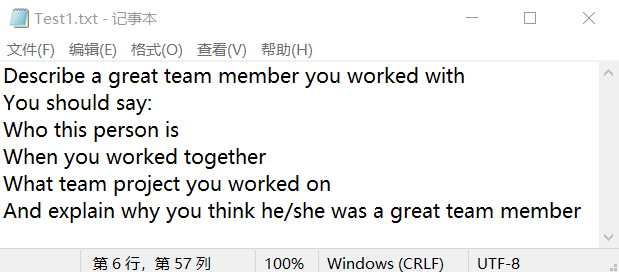 Test1.txt - 记事本
文件(F) 编辑(E) 格式(O) 查看(V) 帮助(H)
Describe a great team member you worked with
You should say:
Who this person is
When you worked together
What team project you worked on
And explain why you think he/she was a great team member
第 6 行，第 57 列 100% Windows (CRLF) UTF-8